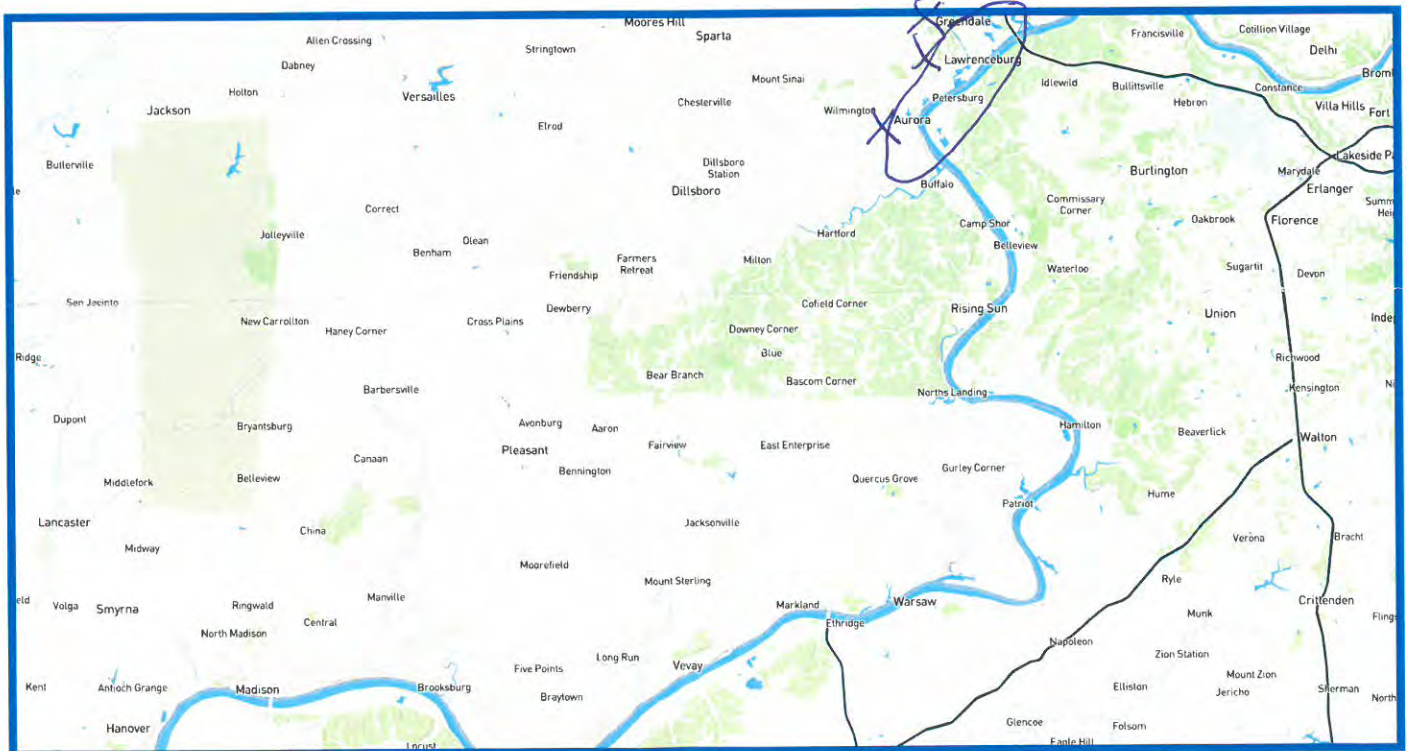 Moores Hill
Greendale
Allen Crossing
Stringtown
Sparta
Francisville
Cotillion Village
Delhi
Dabney
Lawrenceburg
Mount Sinai
Holton
Versailles
Idlewild
Bullittsville
Constance
Jackson
Chesterville
Wilmington
Petersburg
Hebron
Villa Hills
Fort
Elrod
Aurora
Butlerville
Dillsboro
Station
Burlington
Lakeside Pa
Marydale
Dillsboro
Buffalo
Erlanger
Correct
Commissary
Corner
Oakbrook
Florence
Jolleyville
Olean
Hartford
Camp Shor
Belleview
Benham
Farmers
Retreat
Milton
Friendship
Waterloo
Sugartit
Devon
San Jacinto
Dewberry
Cofield Corner
Rising Sun
Union
New Carrollton
Haney Corner
Cross Plains
Downey Corner
Blue
Ridge
Richwood
Bear Branch
Bascom Corner
Barbersville
Norths Landing
Kensington
Dupont
Bryantsburg
Avonburg
Aaron
Hamilton
Beaverlick
Walton
Pleasant
Fairview
East Enterprise
Canaan
Bennington
Gurley Corner
Middlefork
Belleview
Quercus Grove
Hume
Patriot
Lancaster
China
Jacksonville
Midway
Verona
Bracht
Moorefield
Mount Sterling
Ryle
Volga
Smyrna
Ringwald
Manville
Markland
Warsaw
Crittenden
Central
Ethridge
Munk
North Madison
Napoleon
Zion Station
Five Points
Long Run
Vevay
Mount Zion
Kent
Antioch Grange
Madison
Brooksburg
Braytown
Elliston
Jericho
Sherman
North
Hanover
Glencoe
Folsom
Locust
Eagle Hill